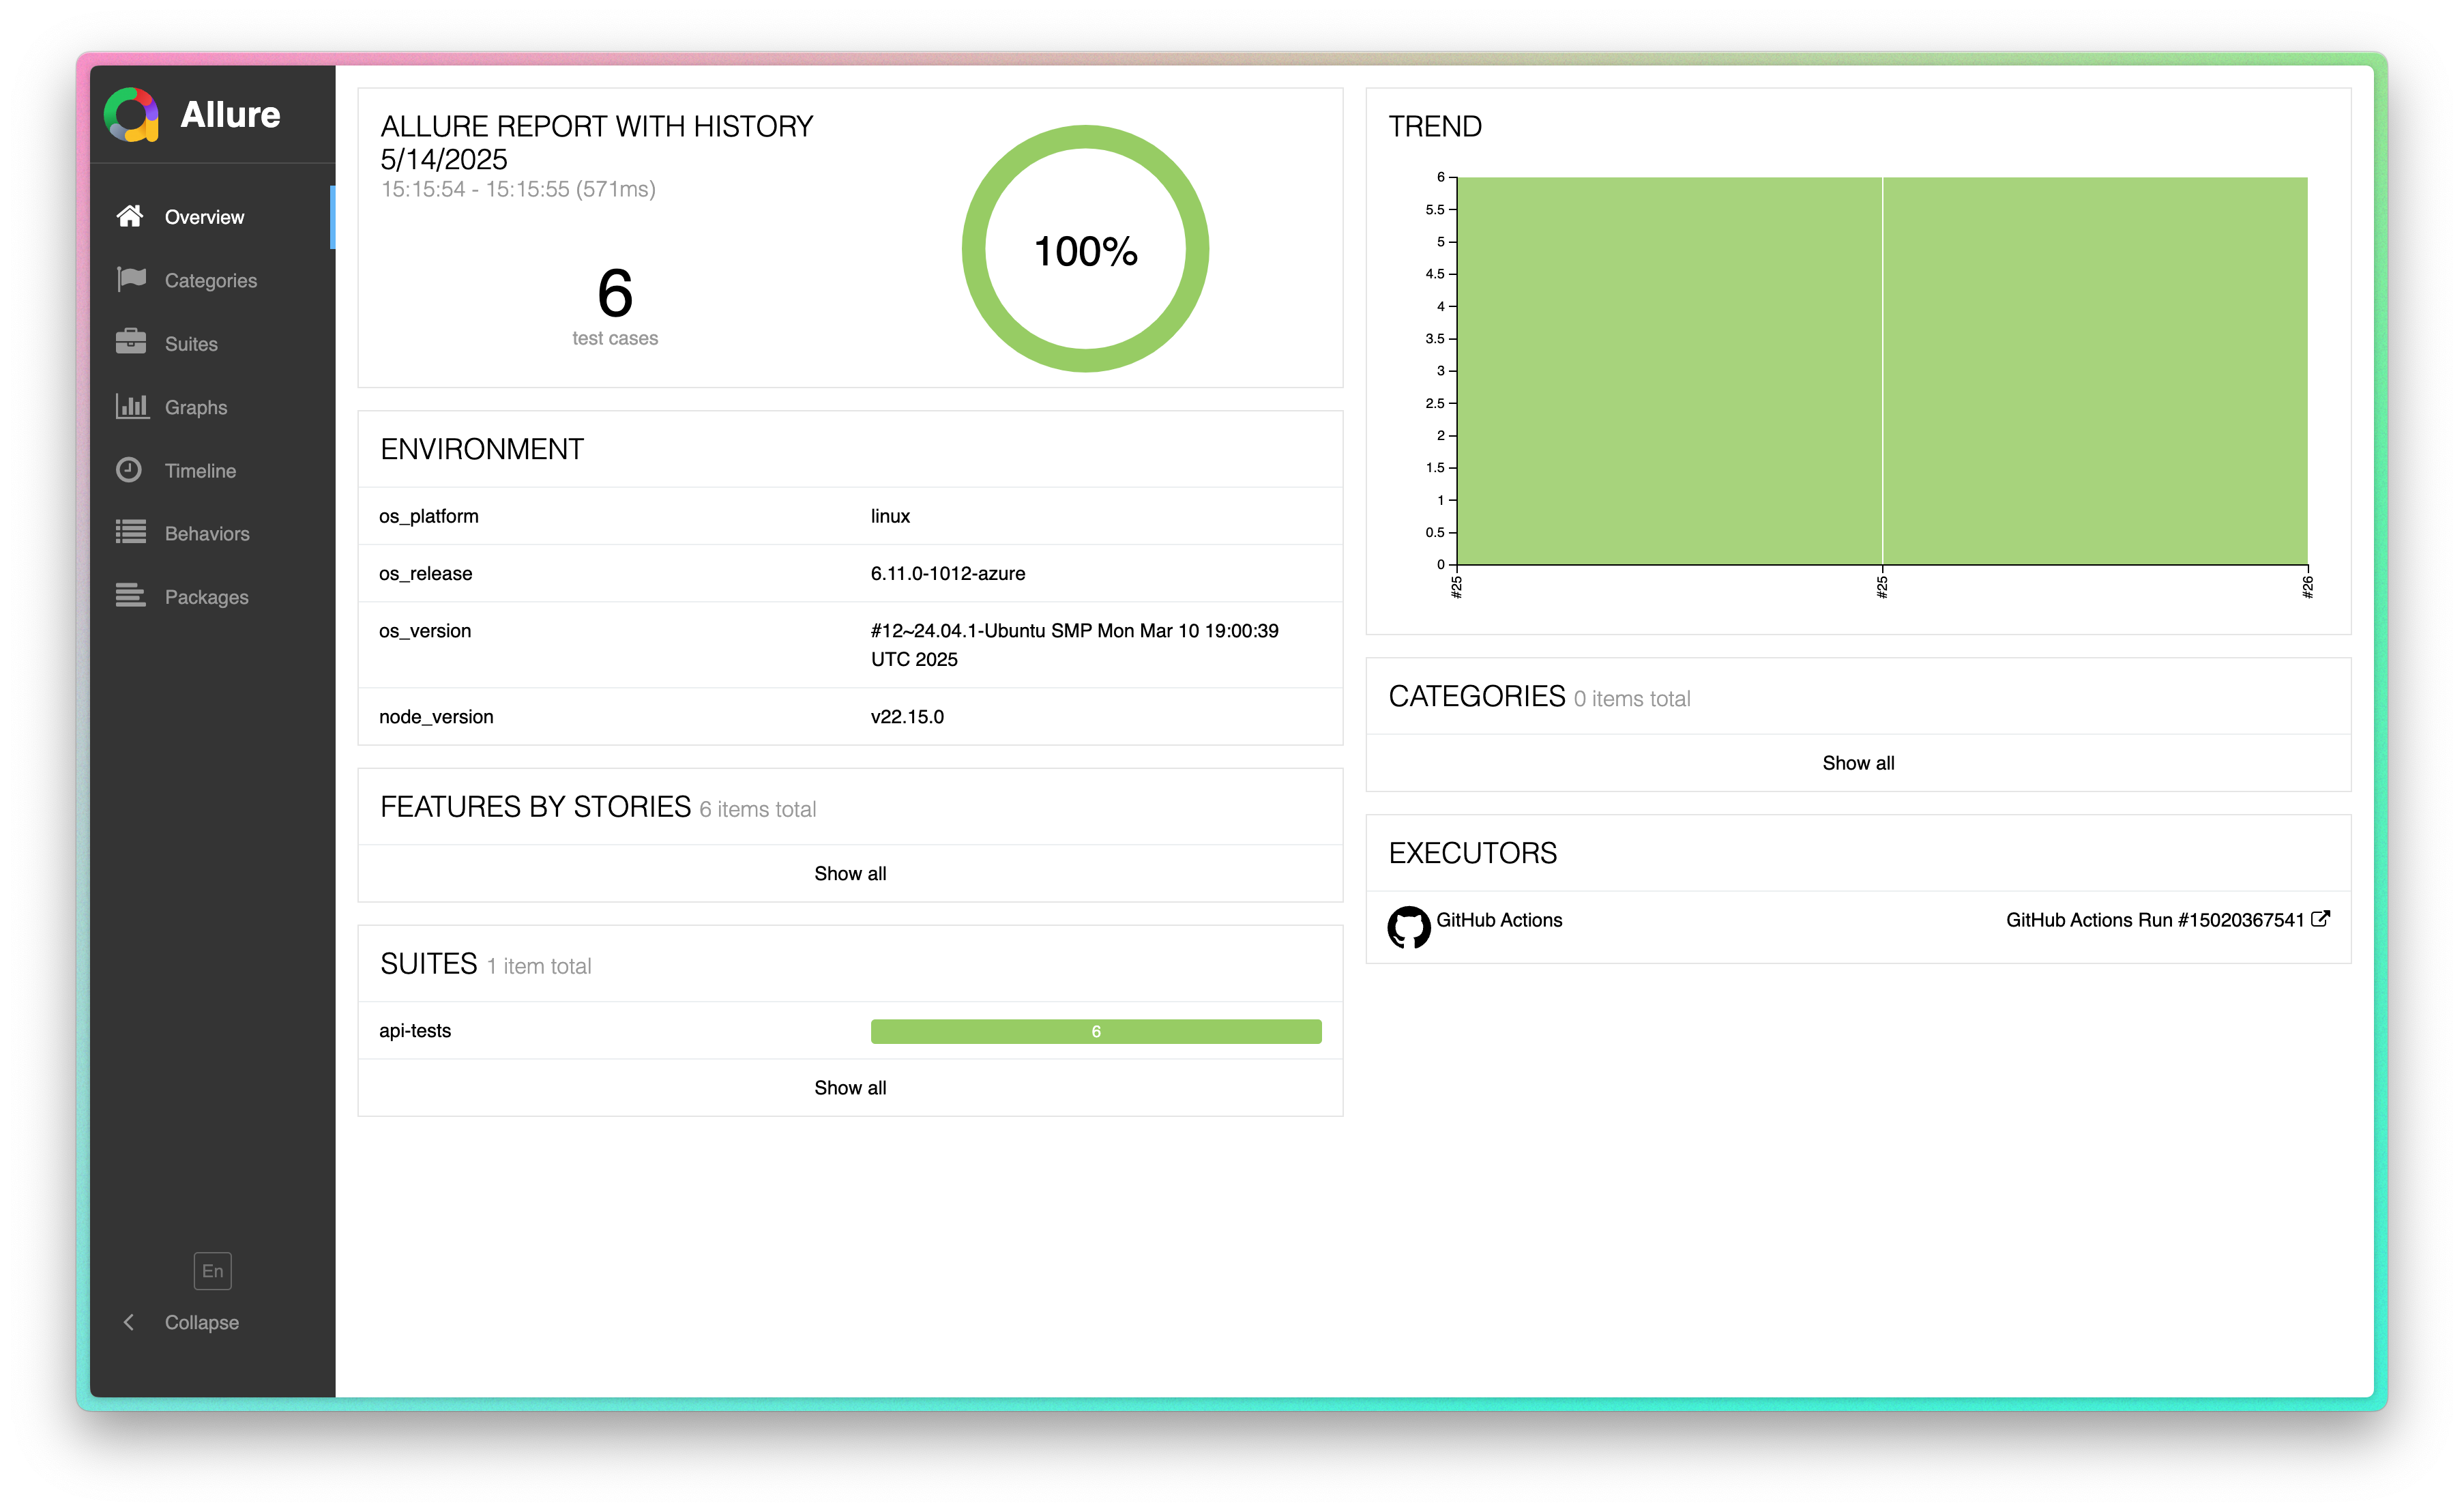 Allure
Overview
Categories
Suites
Graphs
Timeline
Behaviors
Packages
En
Collapse
ALLURE REPORT WITH HISTORY
5/14/2025
15:15:54 - 15:15:55 (571ms)
6
test cases
100%
ENVIRONMENT
os_platform linux
os_release 6.11.0-1012-azure
os_version #12~24.04.1-Ubuntu SMP Mon Mar 10 19:00:39
UTC 2025
node_version v22.15.0
FEATURES BY STORIES 6 items total
Show all
SUITES 1 item total
api-tests 6
Show all
TREND
6
5.5
5
4.5
4
3.5
3
2.5
2
1.5
1
0.5
0
#25 #25 #26
CATEGORIES 0 items total
Show all
EXECUTORS
GitHub Actions GitHub Actions Run #15020367541